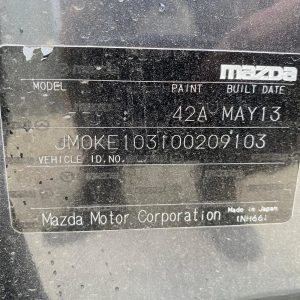 mazda
MODEL PAINT BUILT DATE
42A MAY13
JM0KE103100209103
VEHICLE ID.NO.
Mazda Motor Corporation Made in Japan
(NH66)